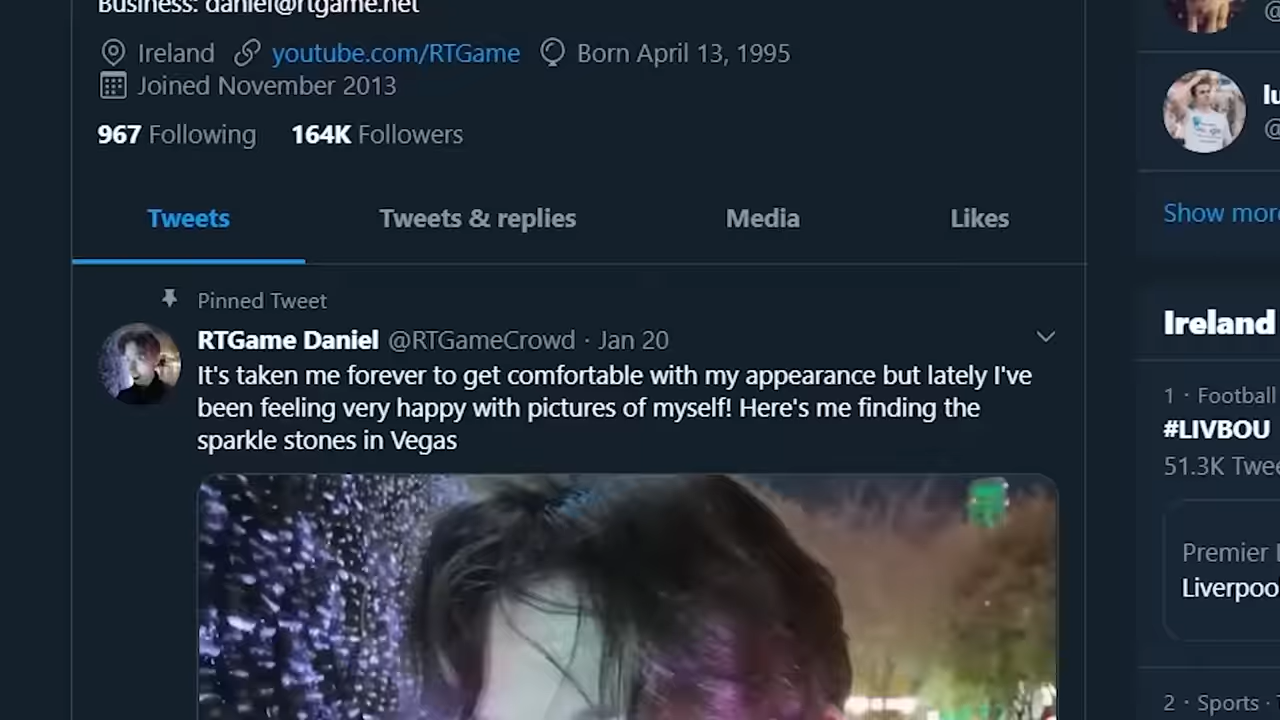 Business: daniel@rtgame.net
Ireland youtube.com/RTGame Born April 13, 1995
Joined November 2013
967 Following 164K Followers
Tweets Tweets & replies Media Likes
Pinned Tweet
RTGame Daniel @RTGameCrowd · Jan 20
It's taken me forever to get comfortable with my appearance but lately I've
been feeling very happy with pictures of myself! Here's me finding the
sparkle stones in Vegas
@
lu
@
Show more
Ireland
1 · Football
#LIVBOU
51.3K Twee
Premier
Liverpoo
2 · Sports ·